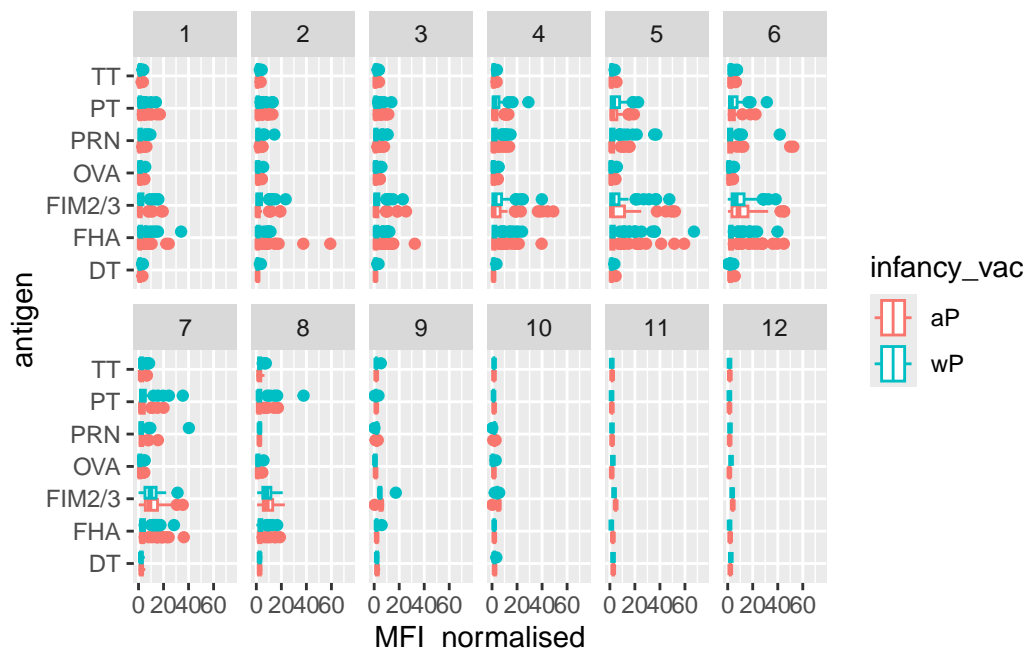 1 2 3 4 5 6
TT
PT
PRN
OVA
FIM2/3
FHA
DT
7 8 9 10 11 12
TT
PT
PRN
OVA
FIM2/3
FHA
DT
0 204060 0 204060 0 204060 0 204060 0 204060 0 204060
MFI_normalised
antigen
infancy_vac
aP
wP